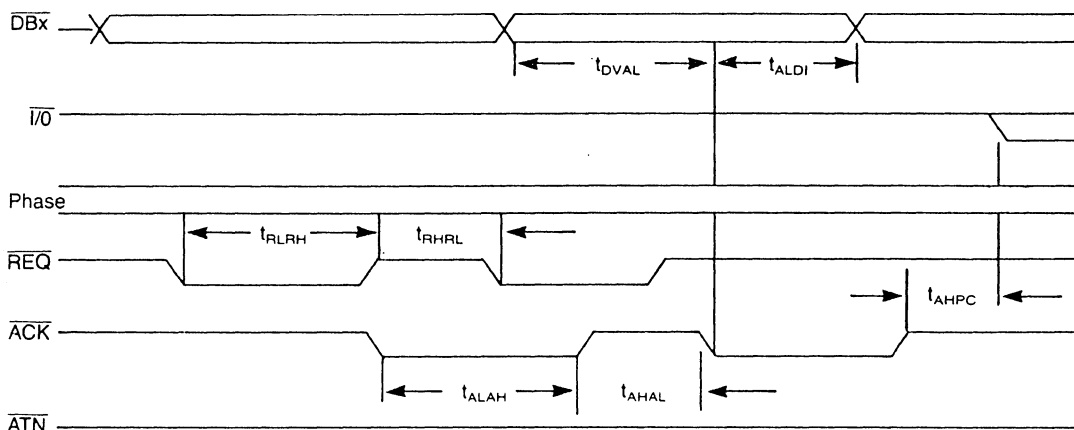 DBx
tDVAL
tALDI
I/O
Phase
tRLRH
tRHRL
REQ
tAHPC
ACK
tALAH
tAHAL
ATN